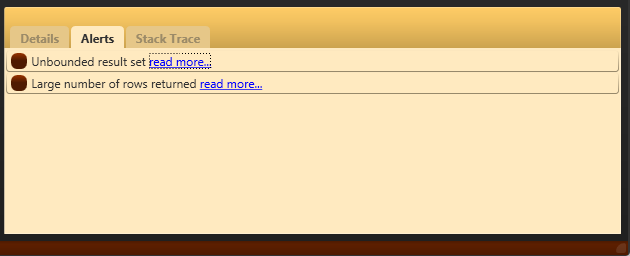 Details Alerts Stack Trace
Unbounded result set read more...
Large number of rows returned read more...